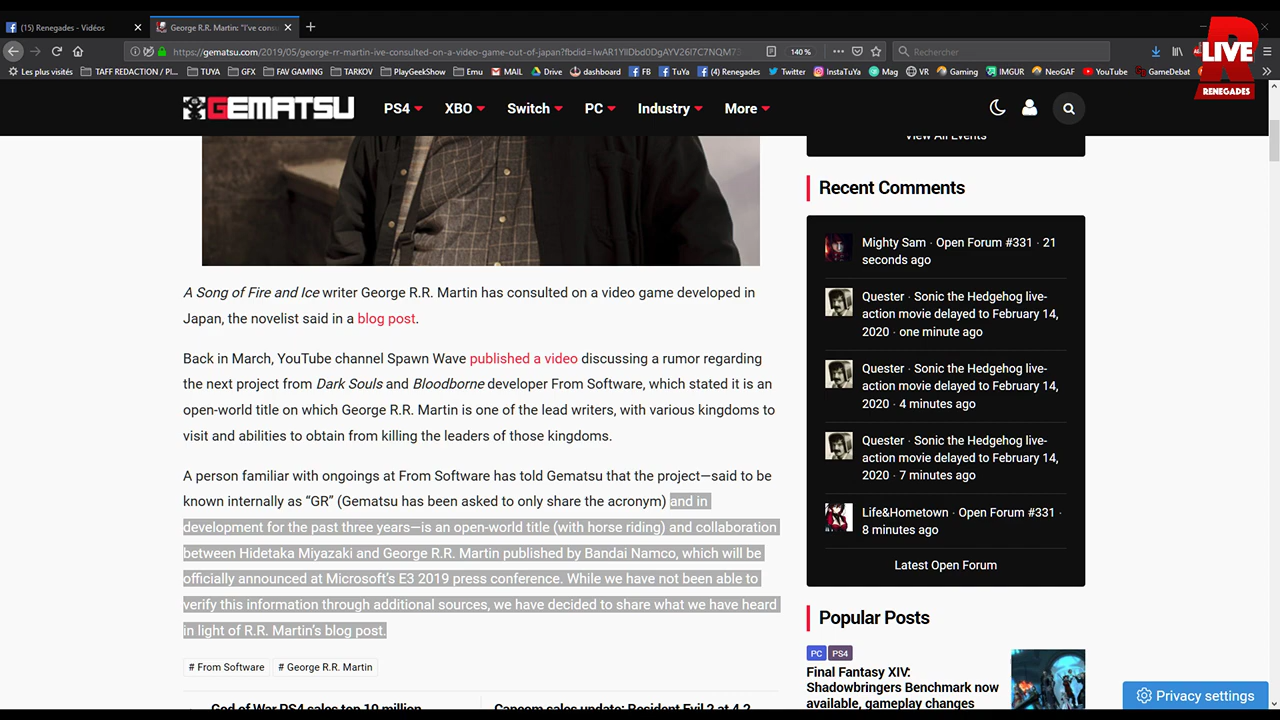 (15) Renegades - Vidéos
George R.R. Martin: "I've consu
https://gematsu.com/2019/05/george-rr-martin-ive-consulted-on-a-video-game-out-of-japan?fbclid=IwAR1YIIDbd0DgAYV26I7C7NQM7
140 %
Rechercher
Les plus visités
TAFF REDACTION / PL...
TUYA
GFX
FAV GAMING
TARKOV
PlayGeekShow
Emu
MAIL
Drive
dashboard
FB
TuYa
(4) Renegades
Twitter
InstaTuYa
Mag
VR
Gaming
IMGUR
NeoGAF
YouTube
GameDebat
LIVE
RENEGADES
GEMATSU
PS4
XBO
Switch
PC
Industry
More
A Song of Fire and Ice writer George R.R. Martin has consulted on a video game developed in
Japan, the novelist said in a blog post.
Back in March, YouTube channel Spawn Wave published a video discussing a rumor regarding
the next project from Dark Souls and Bloodborne developer From Software, which stated it is an
open-world title on which George R.R. Martin is one of the lead writers, with various kingdoms to
visit and abilities to obtain from killing the leaders of those kingdoms.
A person familiar with ongoings at From Software has told Gematsu that the project—said to be
known internally as “GR” (Gematsu has been asked to only share the acronym) and in
development for the past three years—is an open-world title (with horse riding) and collaboration
between Hidetaka Miyazaki and George R.R. Martin published by Bandai Namco, which will be
officially announced at Microsoft’s E3 2019 press conference. While we have not been able to
verify this information through additional sources, we have decided to share what we have heard
in light of R.R. Martin’s blog post.
# From Software
# George R.R. Martin
God of War PS4 sales top 10 million
sales update: Resident Evil 2 at 4.2
View All Events
Recent Comments
Mighty Sam · Open Forum #331 · 21
seconds ago
Quester · Sonic the Hedgehog live-
action movie delayed to February 14,
2020 · one minute ago
Quester · Sonic the Hedgehog live-
action movie delayed to February 14,
2020 · 4 minutes ago
Quester · Sonic the Hedgehog live-
action movie delayed to February 14,
2020 · 7 minutes ago
Life&Hometown · Open Forum #331 ·
8 minutes ago
Latest Open Forum
Popular Posts
PC
PS4
Final Fantasy XIV:
Shadowbringers Benchmark now
available, gameplay changes
Privacy settings